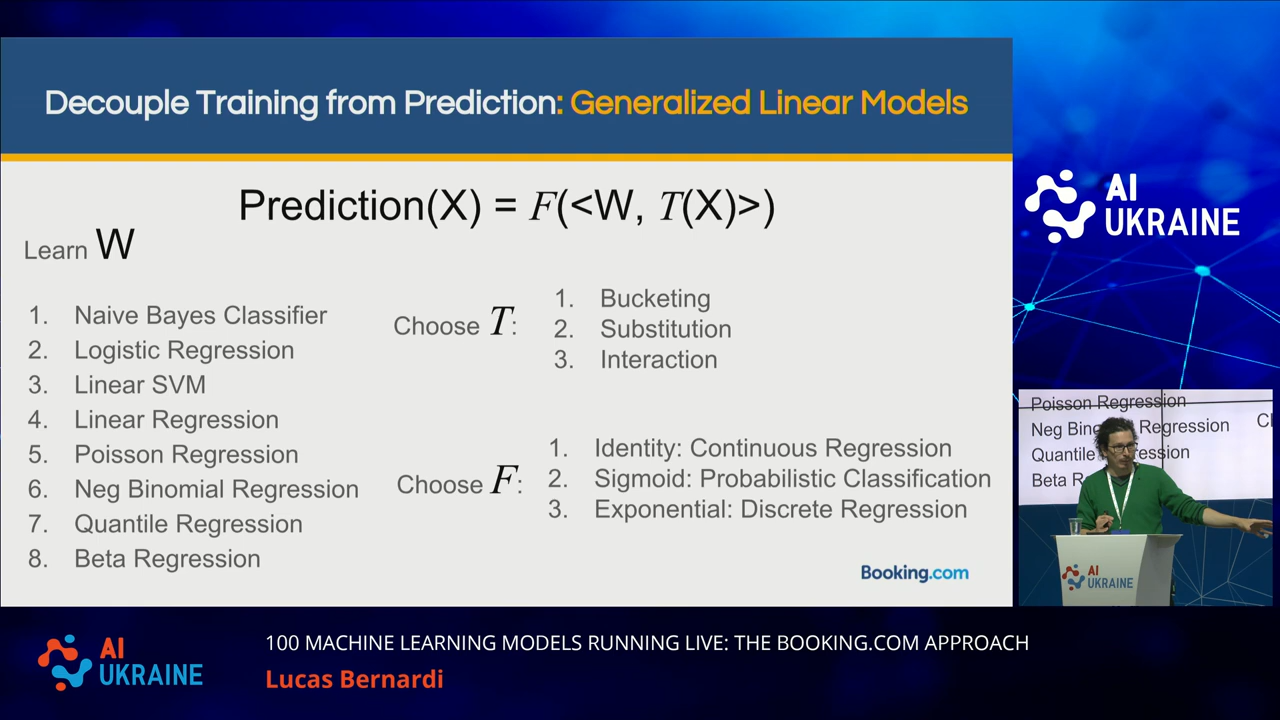 Decouple Training from Prediction: Generalized Linear Models
Prediction(X) = F(<W, T(X)>)
Learn W
1. Naive Bayes Classifier
2. Logistic Regression
3. Linear SVM
4. Linear Regression
5. Poisson Regression
6. Neg Binomial Regression
7. Quantile Regression
8. Beta Regression
Choose T:
1. Bucketing
2. Substitution
3. Interaction
Choose F:
1. Identity: Continuous Regression
2. Sigmoid: Probabilistic Classification
3. Exponential: Discrete Regression
Booking.com
AI
UKRAINE
Poisson Regression
Neg Regression
Quantile
AI
UKRAINE
AI
UKRAINE
100 MACHINE LEARNING MODELS RUNNING LIVE: THE BOOKING.COM APPROACH
Lucas Bernardi